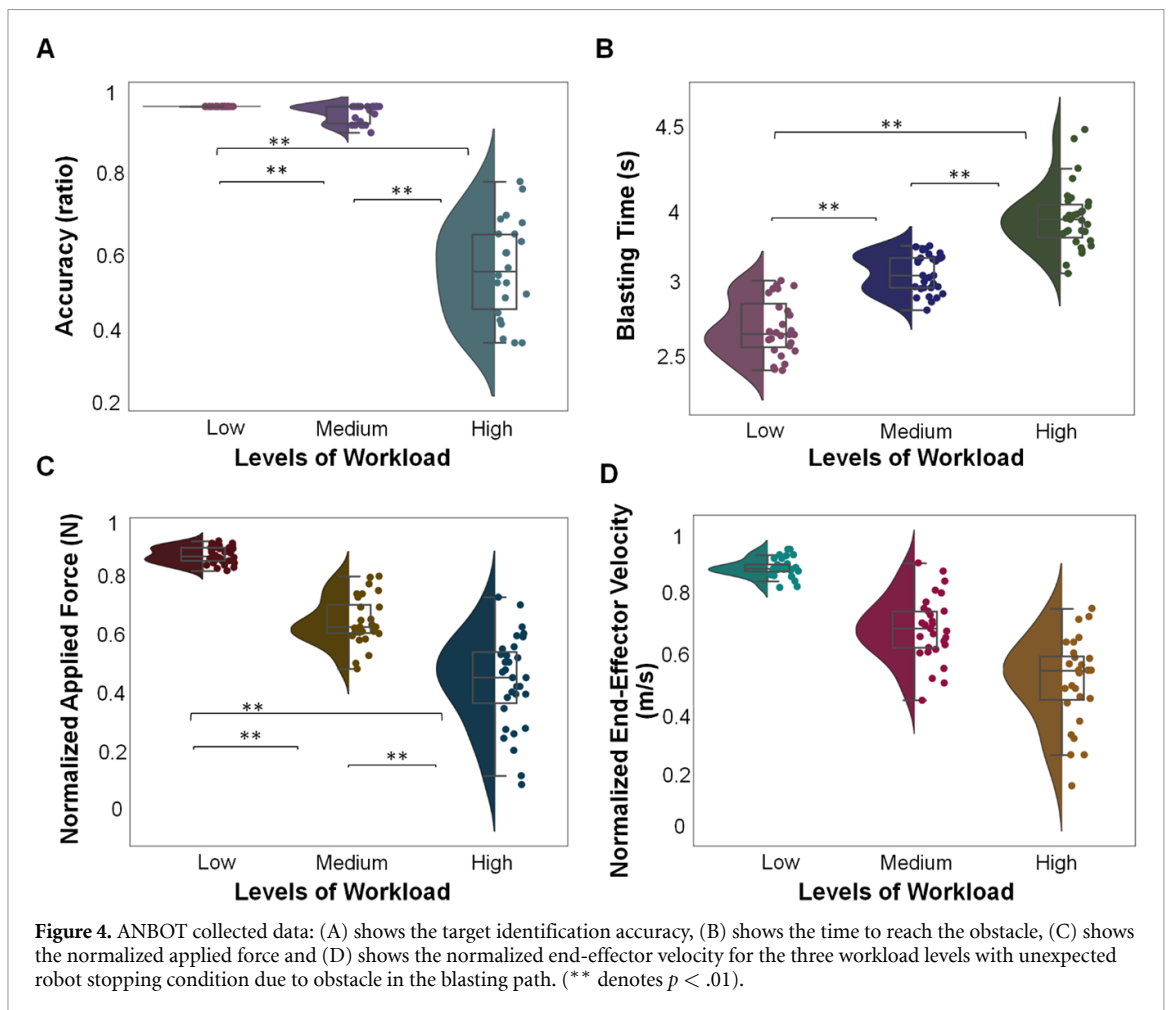 A
Accuracy (ratio)
1
0.8
0.6
0.4
0.2
**
**
**
Low Medium High
Levels of Workload
B
Blasting Time (s)
4.5
4
3
2.5
**
**
**
Low Medium High
Levels of Workload
C
Normalized Applied Force (N)
1
0.8
0.6
0.4
0.2
0
**
**
**
Low Medium High
Levels of Workload
D
Normalized End-Effector Velocity
(m/s)
1
0.8
0.6
0.4
0.2
0
Low Medium High
Levels of Workload
Figure 4. ANBOT collected data: (A) shows the target identification accuracy, (B) shows the time to reach the obstacle, (C) shows
the normalized applied force and (D) shows the normalized end-effector velocity for the three workload levels with unexpected
robot stopping condition due to obstacle in the blasting path. (** denotes p < .01).